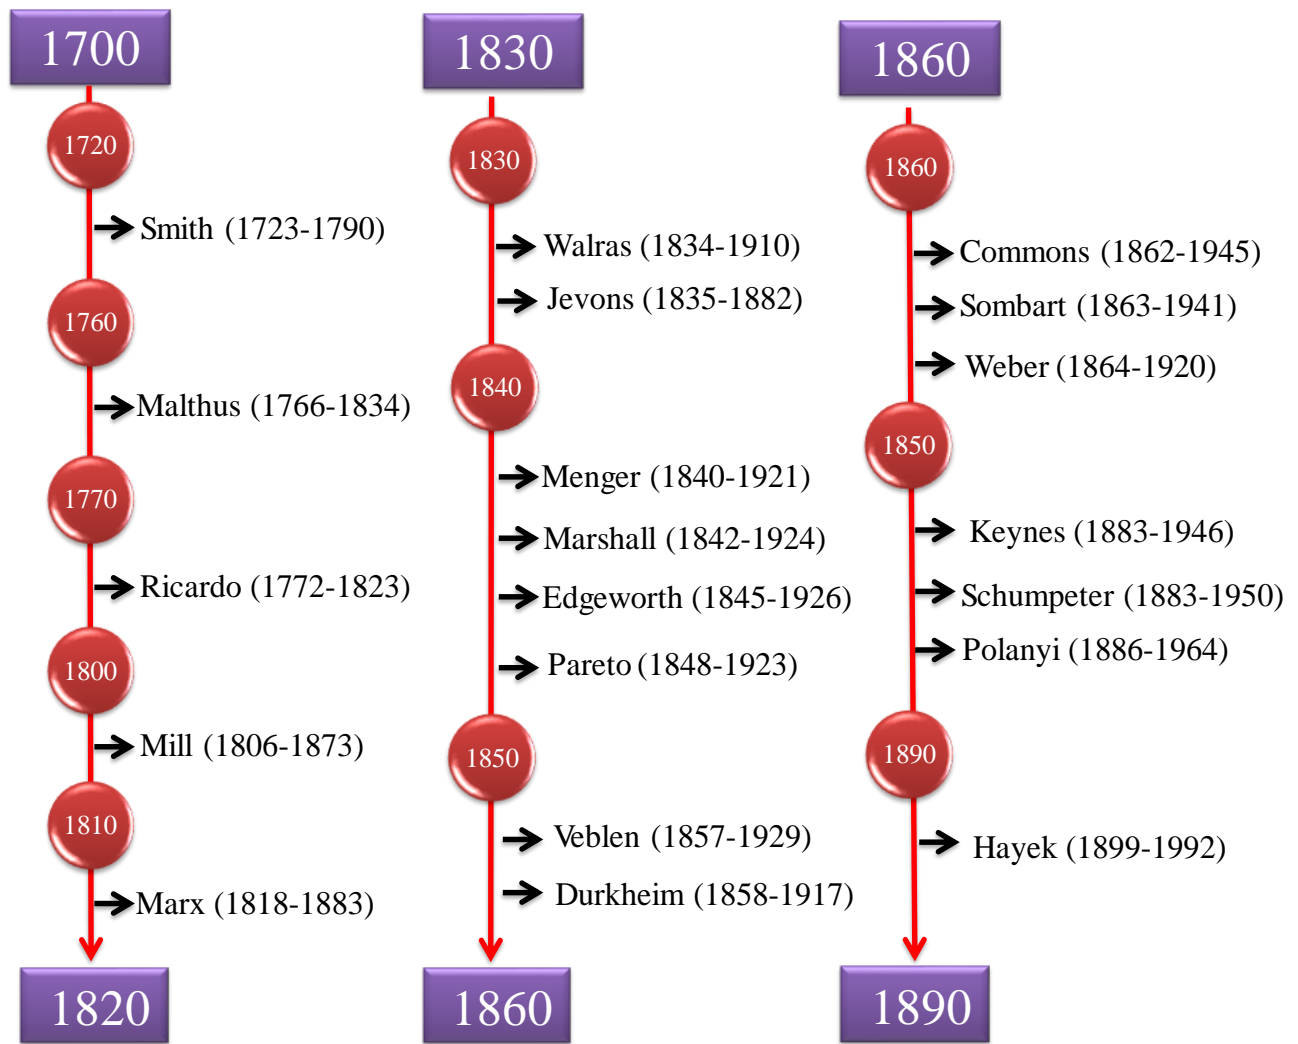 1700
1720
Smith (1723-1790)
1760
Malthus (1766-1834)
1770
Ricardo (1772-1823)
1800
Mill (1806-1873)
1810
Marx (1818-1883)
1820
1830
1830
Walras (1834-1910)
Jevons (1835-1882)
1840
Menger (1840-1921)
Marshall (1842-1924)
Edgeworth (1845-1926)
Pareto (1848-1923)
1850
Veblen (1857-1929)
Durkheim (1858-1917)
1860
1860
1860
Commons (1862-1945)
Sombart (1863-1941)
Weber (1864-1920)
1850
Keynes (1883-1946)
Schumpeter (1883-1950)
Polanyi (1886-1964)
1890
Hayek (1899-1992)
1890